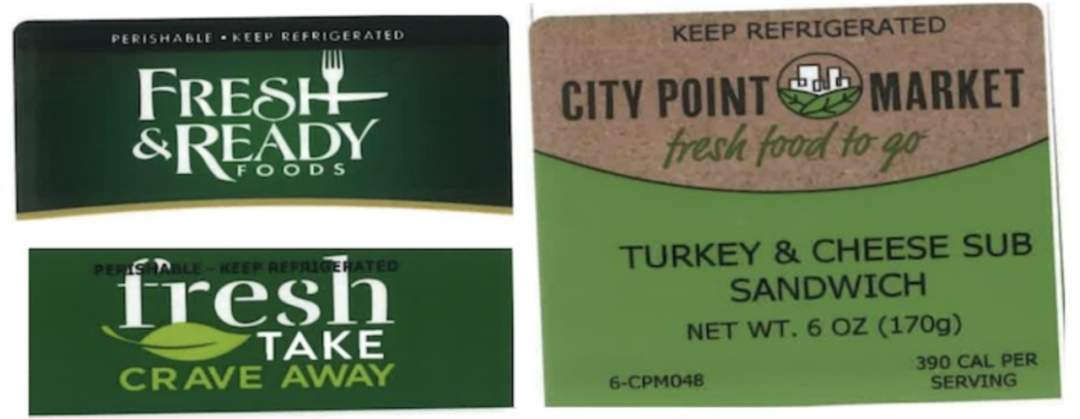 PERISHABLE • KEEP REFRIGERATED
FRESH
&READY
FOODS
PERISHABLE - KEEP REFRIGERATED
fresh
TAKE
CRAVE AWAY
KEEP REFRIGERATED
CITY POINT MARKET
fresh food to go
TURKEY & CHEESE SUB
SANDWICH
NET WT. 6 OZ (170g)
6-CPM048
390 CAL PER
SERVING